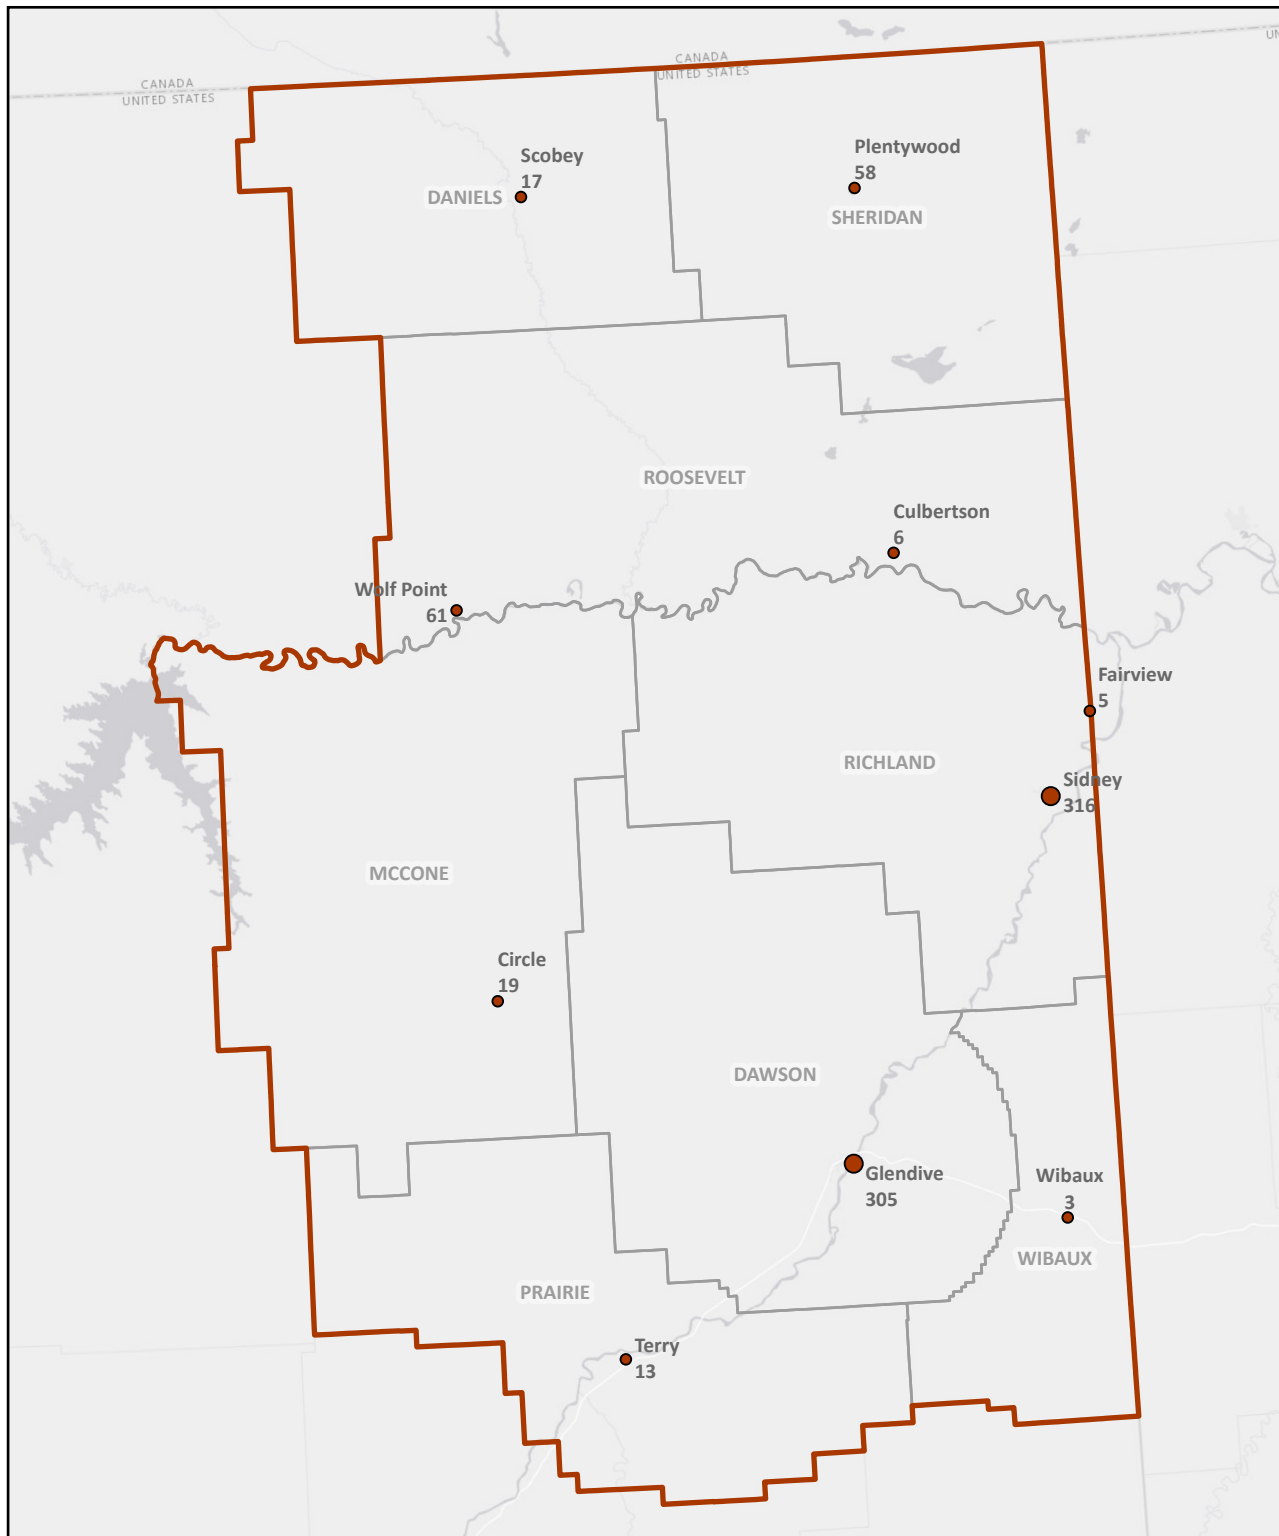 CANADA
UNITED STATES
CANADA
UNITED STATES
UN
Scobey
17
DANIELS
Plentywood
58
SHERIDAN
ROOSEVELT
Culbertson
6
Wolf Point
61
Fairview
5
RICHLAND
Sidney
316
MCCONE
Circle
19
DAWSON
Glendive
305
Wibaux
3
WIBAUX
PRAIRIE
Terry
13